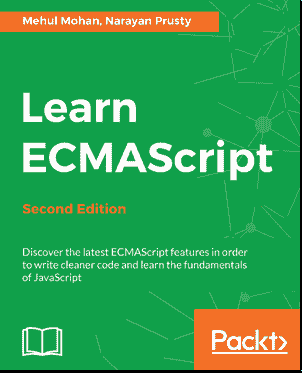 Mehul Mohan, Narayan Prusty
Learn
ECMAScript
Second Edition
Discover the latest ECMAScript features in order
to write cleaner code and learn the fundamentals
of JavaScript
Packt>